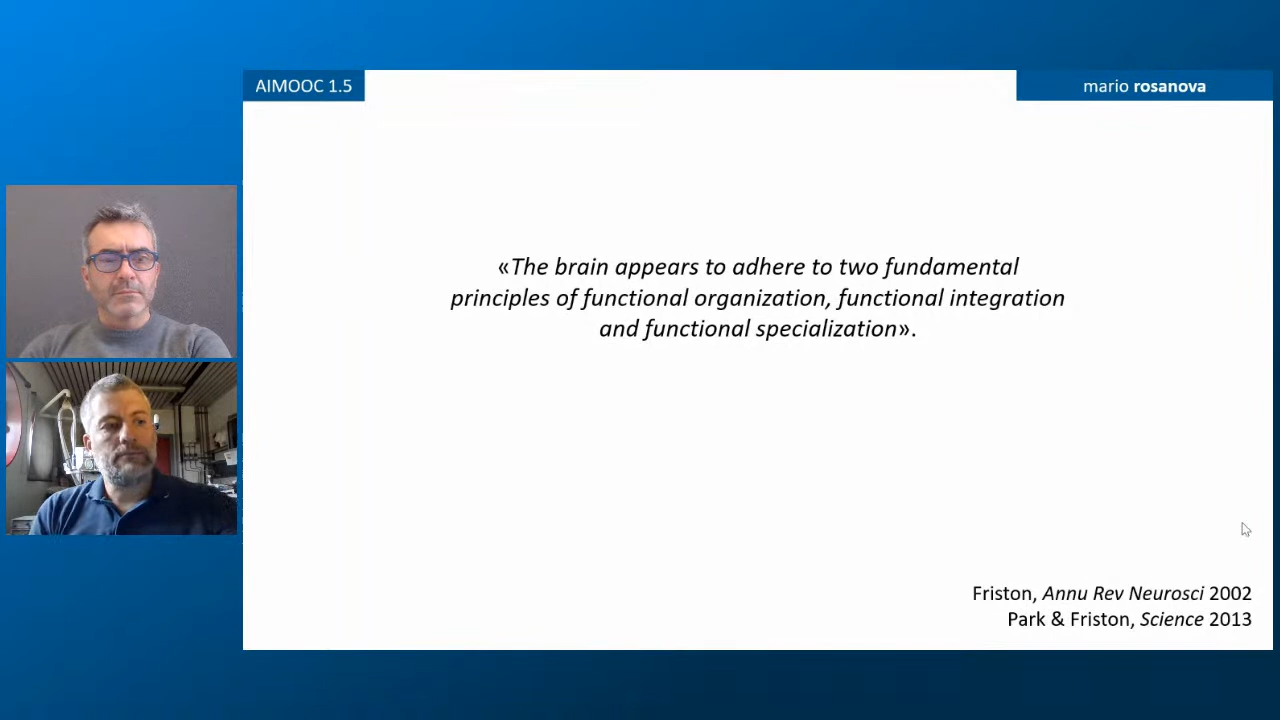 AIMOOC 1.5
mario rosanova
«The brain appears to adhere to two fundamental
principles of functional organization, functional integration
and functional specialization».
Friston, Annu Rev Neurosci 2002
Park & Friston, Science 2013